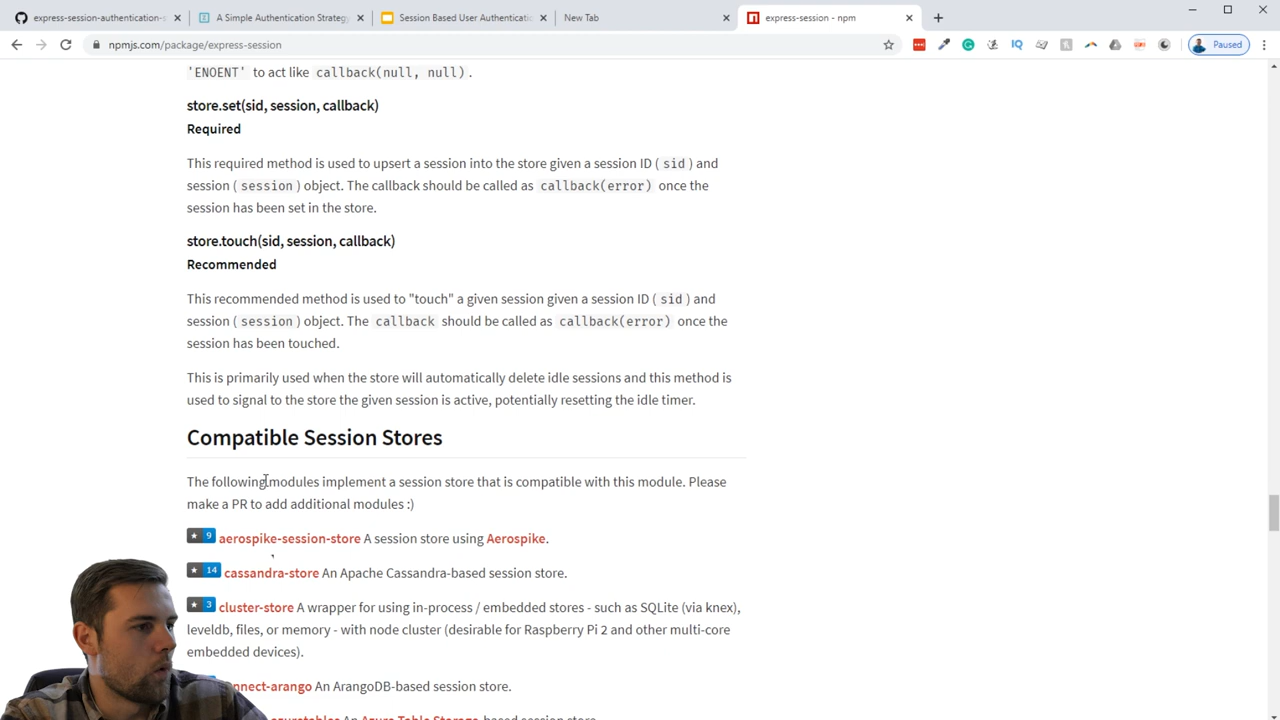 express-session-authentication-s
A Simple Authentication Strategy
Session Based User Authenticatio
New Tab
express-session - npm
npmjs.com/package/express-session
Paused
'ENOENT' to act like callback(null, null).
store.set(sid, session, callback)
Required
This required method is used to upsert a session into the store given a session ID ( sid ) and
session ( session ) object. The callback should be called as callback(error) once the
session has been set in the store.
store.touch(sid, session, callback)
Recommended
This recommended method is used to "touch" a given session given a session ID ( sid ) and
session ( session ) object. The callback should be called as callback(error) once the
session has been touched.
This is primarily used when the store will automatically delete idle sessions and this method is
used to signal to the store the given session is active, potentially resetting the idle timer.
Compatible Session Stores
The following modules implement a session store that is compatible with this module. Please
make a PR to add additional modules :)
★ 9 aerospike-session-store A session store using Aerospike.
★ 14 cassandra-store An Apache Cassandra-based session store.
★ 3 cluster-store A wrapper for using in-process / embedded stores - such as SQLite (via knex),
leveldb, files, or memory - with node cluster (desirable for Raspberry Pi 2 and other multi-core
embedded devices).
nnect-arango An ArangoDB-based session store.
azuretables An Azure Table Storage-based session store.